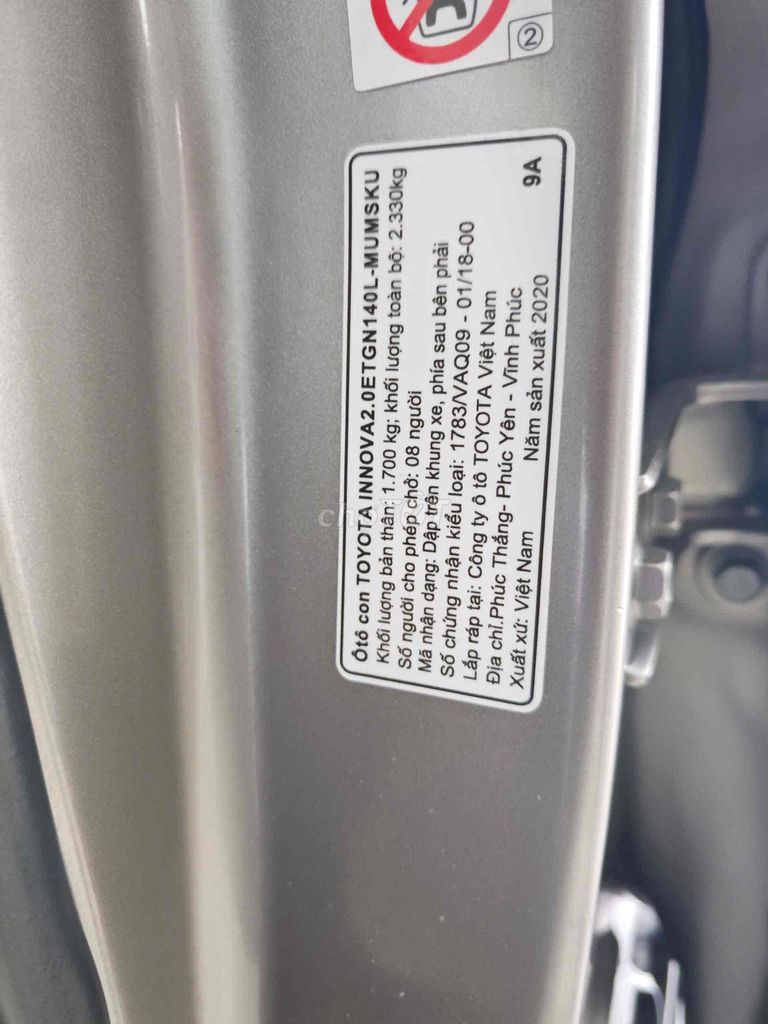 ②
Ôtô con TOYOTA INNOVA2.0ETGN140L-MUMSKU
Khối lượng bản thân: 1.700 kg; khối lượng toàn bộ: 2.330kg
Số người cho phép chở: 08 người
Mã nhận dạng: Dập trên khung xe, phía sau bên phải
Số chứng nhận kiểu loại: 1783/VAQ09 - 01/18-00
Lắp ráp tại: Công ty ô tô TOYOTA Việt Nam
Địa chỉ.Phúc Thắng- Phúc Yên - Vĩnh Phúc
Xuất xứ: Việt Nam Năm sản xuất 2020 9A
chợTỐT